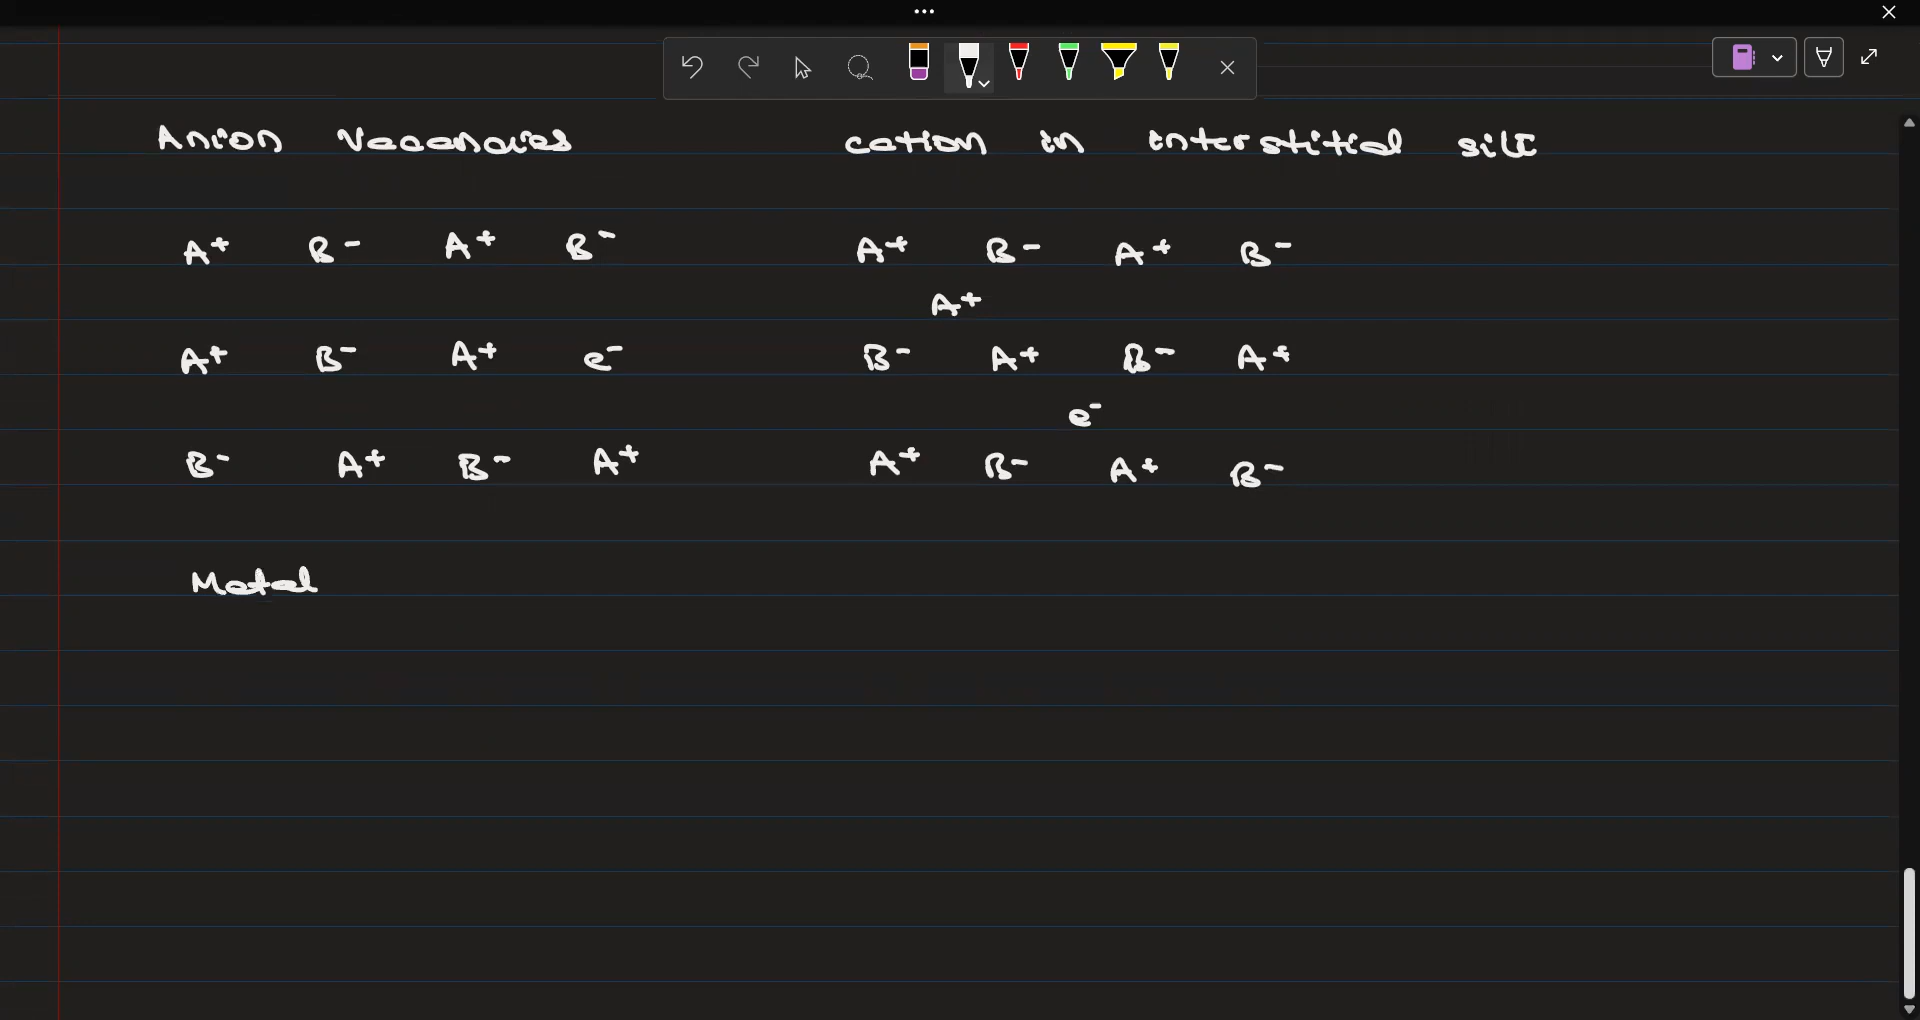 Anion Vacancies cation in interstitial site
A+ B- A+ B- A+ B- A+ B-
A+
A+ B- A+ e- B- A+ B- A+
e-
B- A+ B- A+ A+ B- A+ B-
Metal